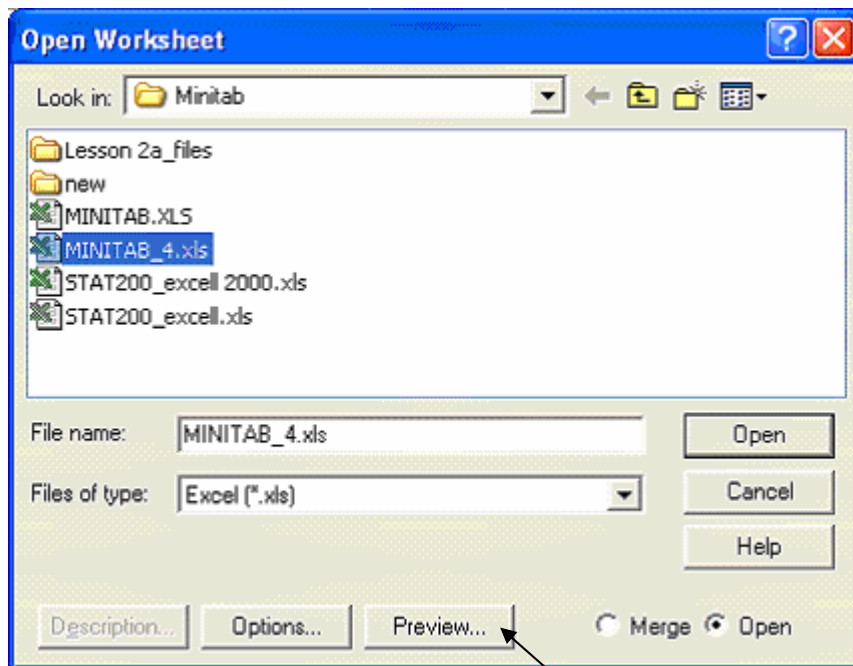 Open Worksheet
Look in: Minitab
Lesson 2a_files
new
MINITAB.XLS
MINITAB_4.xls
STAT200_excell 2000.xls
STAT200_excell.xls
File name: MINITAB_4.xls Open
Files of type: Excel (*.xls) Cancel
Help
Description... Options... Preview... Merge Open